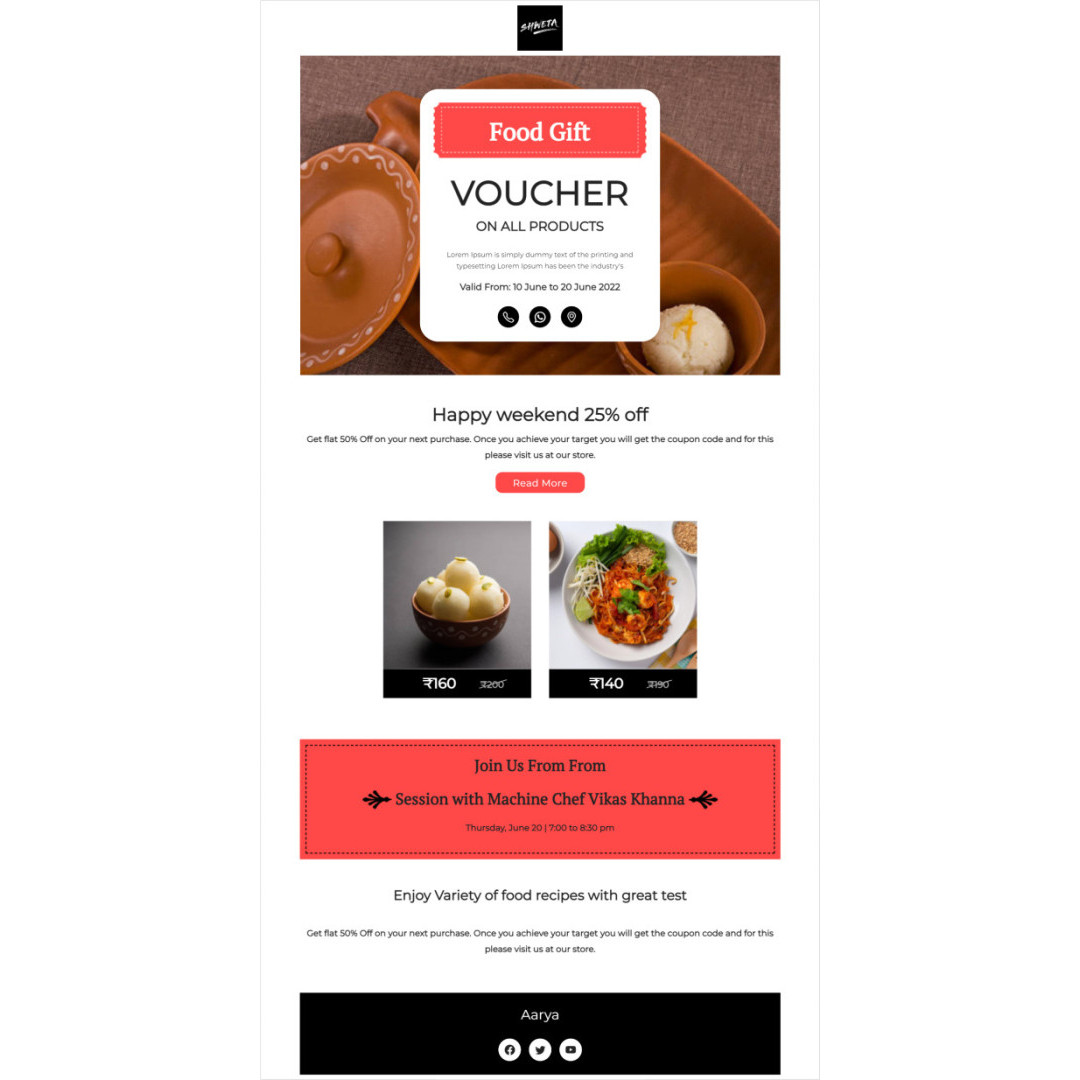 SHWETA
Food Gift
VOUCHER
ON ALL PRODUCTS
Lorem Ipsum is simply dummy text of the printing and
typesetting Lorem Ipsum has been the industry's
Valid From: 10 June to 20 June 2022
Happy weekend 25% off
Get flat 50% Off on your next purchase. Once you achieve your target you will get the coupon code and for this
please visit us at our store.
Read More
₹160 ₹200
₹140 ₹190
Join Us From From
Session with Machine Chef Vikas Khanna
Thursday, June 20 | 7:00 to 8:30 pm
Enjoy Variety of food recipes with great test
Get flat 50% Off on your next purchase. Once you achieve your target you will get the coupon code and for this
please visit us at our store.
Aarya